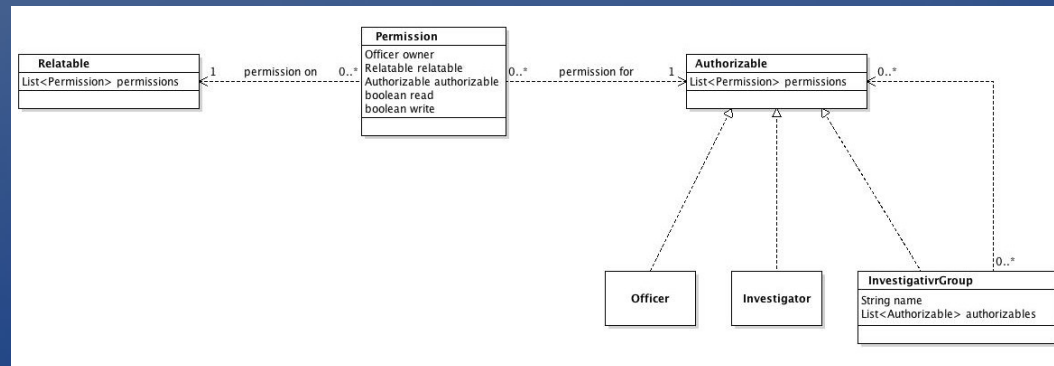 Relatable
List<Permission> permissions
1
permission on
0..*
Permission
Officer owner
Relatable relatable
Authorizable authorizable
boolean read
boolean write
0..*
permission for
1
Authorizable
List<Permission> permissions
0..*
Officer
Investigator
0..*
InvestigativrGroup
String name
List<Authorizable> authorizables